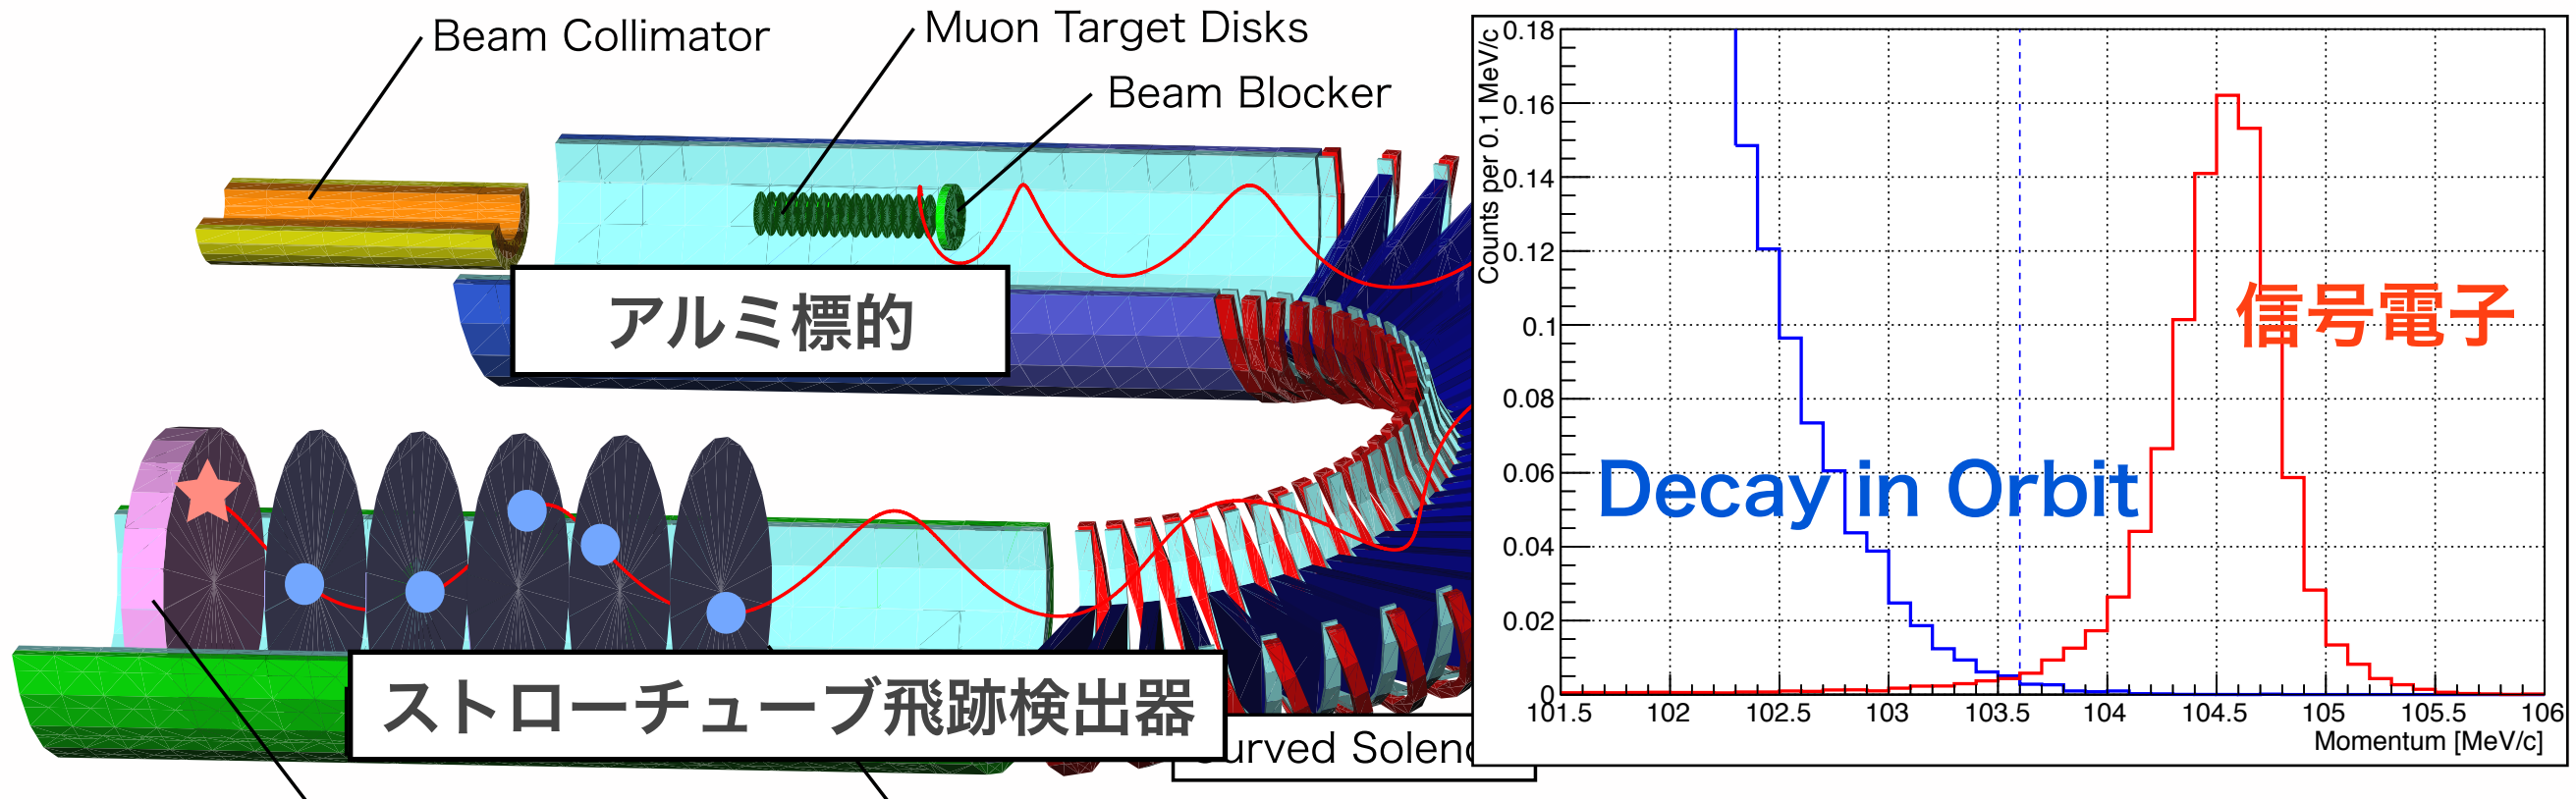 Beam Collimator
Muon Target Disks
Beam Blocker
アルミ標的
ストローチューブ飛跡検出器
urved Solen
Counts per 0.1 MeV/c
0.18
0.16
0.14
0.12
0.1
0.08
0.06
0.04
0.02
0
信号電子
Decay in Orbit
101.5 102 102.5 103 103.5 104 104.5 105 105.5 106
Momentum [MeV/c]